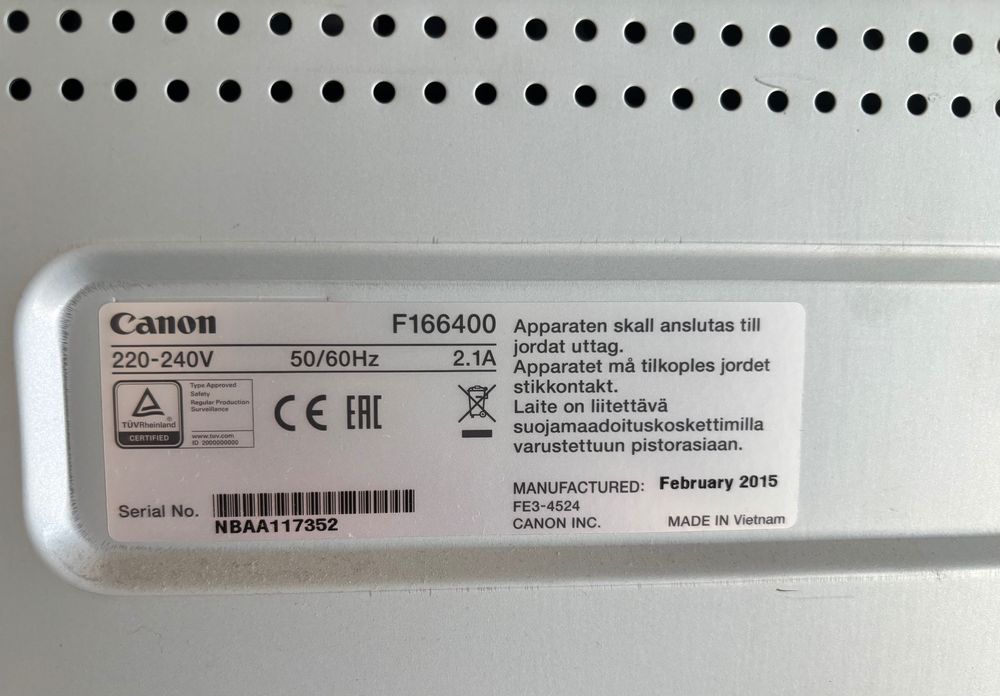 Canon F166400
220-240V 50/60Hz 2.1A
TÜVRheinland
®
CERTIFIED
Type Approved
Safety
Regular Production
Surveillance
www.tuv.com
ID 2000000000
CE EAC
Serial No.
NBAA117352
Apparaten skall anslutas till
jordat uttag.
Apparatet må tilkoples jordet
stikkontakt.
Laite on liitettävä
suojamaadoituskoskettimilla
varustettuun pistorasiaan.
MANUFACTURED: February 2015
FE3-4524
CANON INC. MADE IN Vietnam